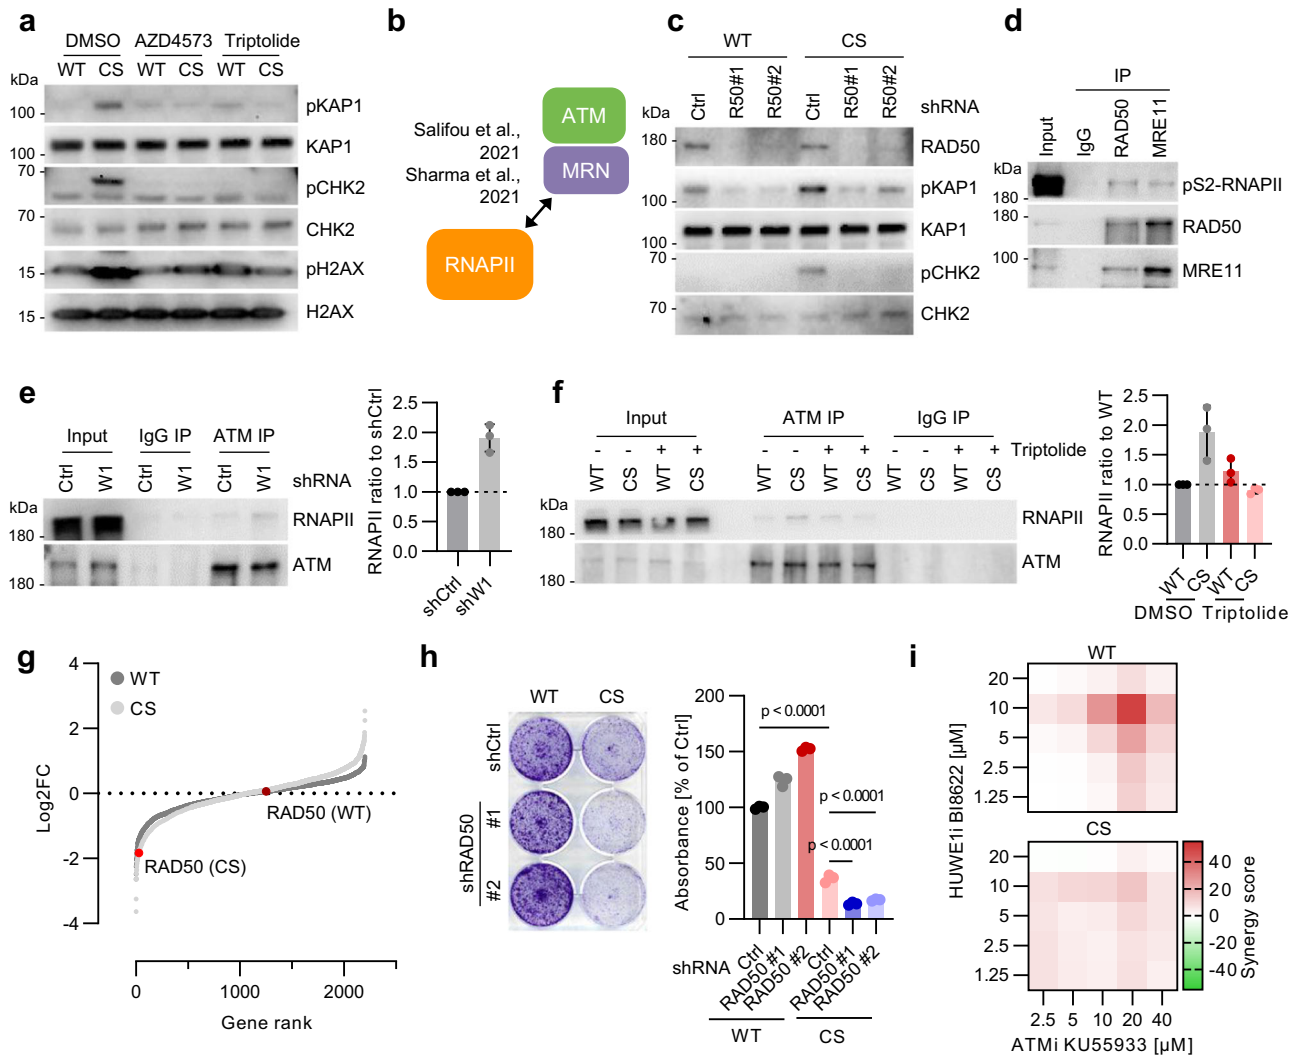 a
DMSO AZD4573 Triptolide
WT CS WT CS WT CS
kDa
100 -
pKAP1
100 -
KAP1
70 -
pCHK2
70 -
CHK2
15 -
pH2AX
15 -
H2AX
b
Salifou et al.,
2021
Sharma et al.,
2021
ATM
MRN
RNAPII
c
WT CS
Ctrl R50#1 R50#2 Ctrl R50#1 R50#2
shRNA
kDa
180 -
RAD50
pKAP1
100 -
KAP1
100 -
70 -
pCHK2
70 -
CHK2
d
IP
Input IgG RAD50 MRE11
kDa
pS2-RNAPII
180 -
180 -
RAD50
100 -
MRE11
e
Input IgG IP ATM IP
Ctrl W1 Ctrl W1 Ctrl W1
shRNA
kDa
RNAPII
180 -
ATM
180 -
RNAPII ratio to shCtrl
2.5
2.0
1.5
1.0
0.5
0.0
shCtrl shW1
f
Input ATM IP IgG IP
- - + + - - + + - - + + Triptolide
WT CS WT CS WT CS WT CS WT CS WT CS
kDa
RNAPII
180 -
ATM
180 -
RNAPII ratio to WT
2.5
2.0
1.5
1.0
0.5
0.0
WT CS WT CS
DMSO Triptolide
g
Log2FC
4
2
0
-2
-4
WT
CS
RAD50 (WT)
RAD50 (CS)
0 1000 2000
Gene rank
h
WT CS
shCtrl
shRAD50
#1
#2
Absorbance [% of Ctrl]
200
150
100
50
0
p < 0.0001
p < 0.0001
p < 0.0001
shRNA
Ctrl RAD50 #1 RAD50 #2 Ctrl RAD50 #1 RAD50 #2
WT CS
i
WT
20
10
5
2.5
1.25
HUWE1i BI8622 [µM]
CS
20
10
5
2.5
1.25
2.5 5 10 20 40
ATMi KU55933 [µM]
40
20
0
-20
-40
Synergy score